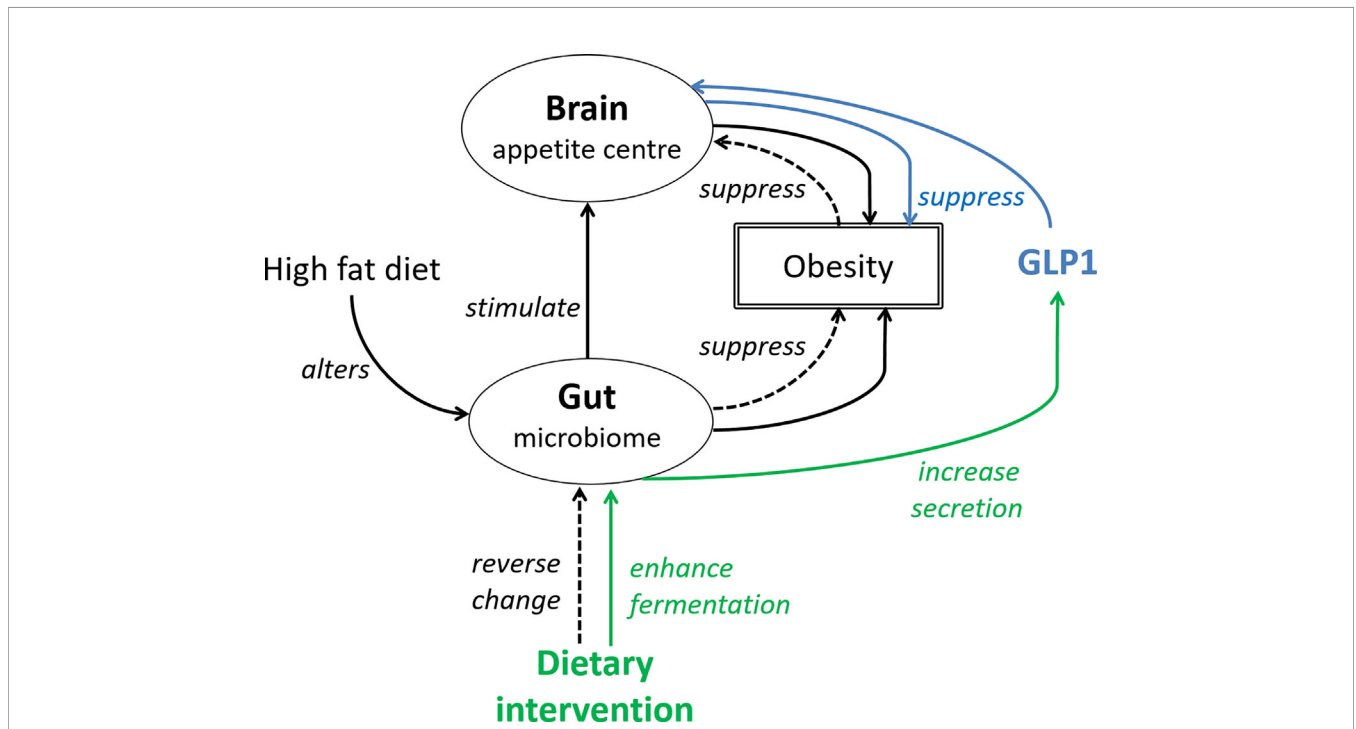 Brain
appetite centre
suppress
suppress
High fat diet
Obesity
GLP1
stimulate
suppress
alters
Gut
microbiome
increase
secretion
reverse
change
enhance
fermentation
Dietary
intervention